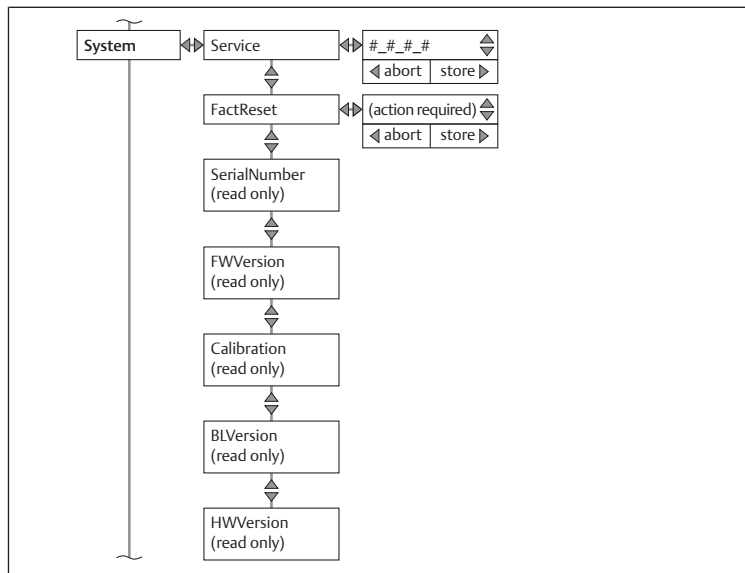 System
Service
#_#_#_#
abort
store
FactReset
(action required)
abort
store
SerialNumber
(read only)
FWVersion
(read only)
Calibration
(read only)
BLVersion
(read only)
HWVersion
(read only)